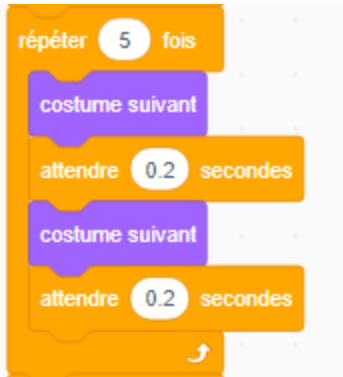 répéter 5 fois
costume suivant
attendre 0.2 secondes
costume suivant
attendre 0.2 secondes